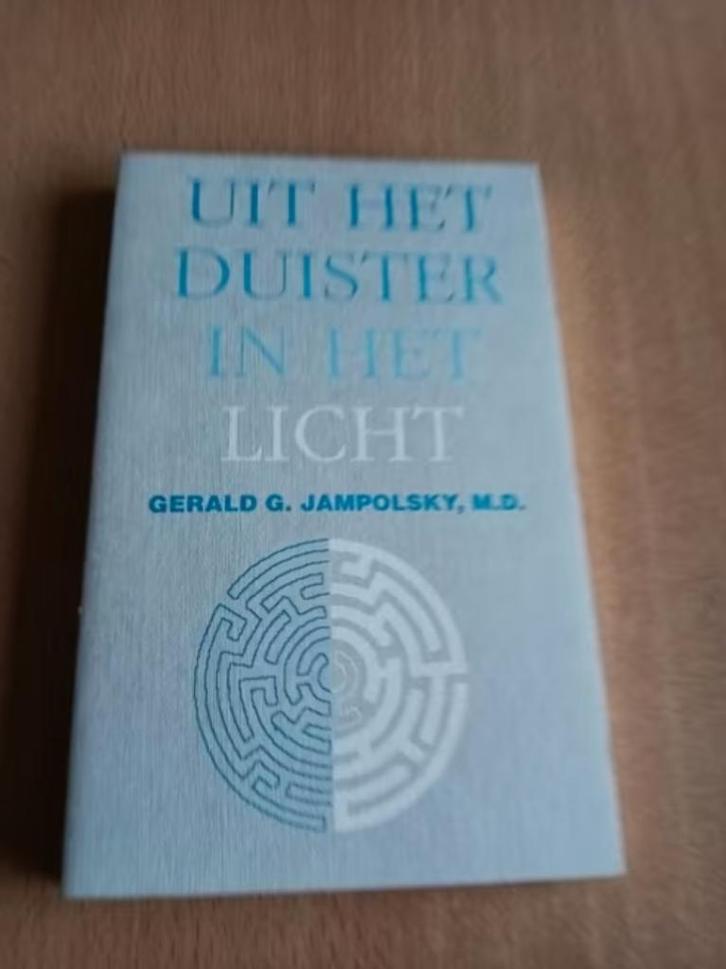 UIT HET
DUISTER
IN HET
LICHT
GERALD G. JAMPOLSKY, M.D.